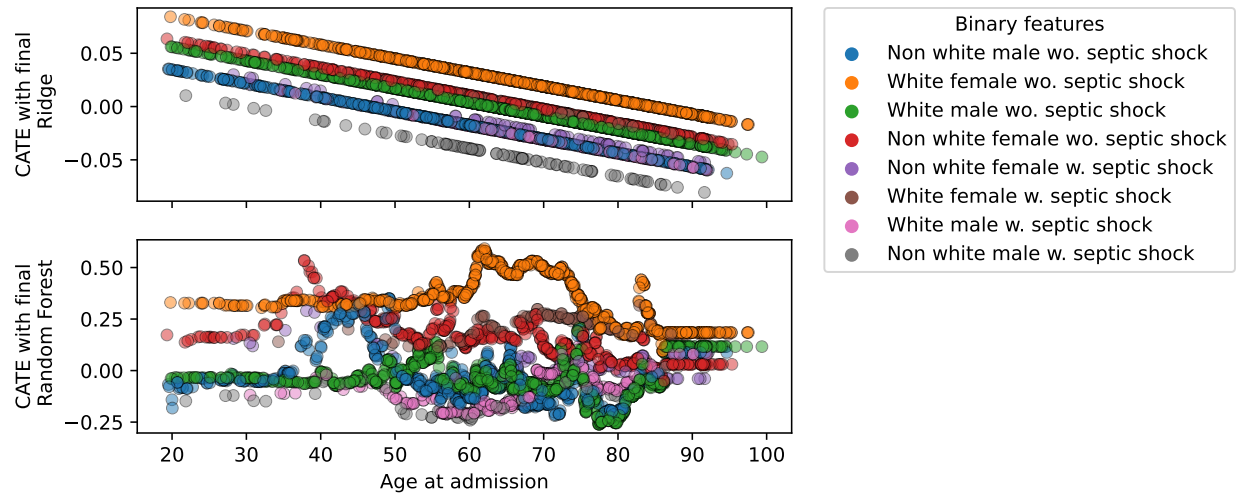 CATE with final
Ridge
0.05
0.00
−0.05
CATE with final
Random Forest
0.50
0.25
0.00
−0.25
20
30
40
50
60
70
80
90
100
Age at admission
Binary features
Non white male wo. septic shock
White female wo. septic shock
White male wo. septic shock
Non white female wo. septic shock
Non white female w. septic shock
White female w. septic shock
White male w. septic shock
Non white male w. septic shock